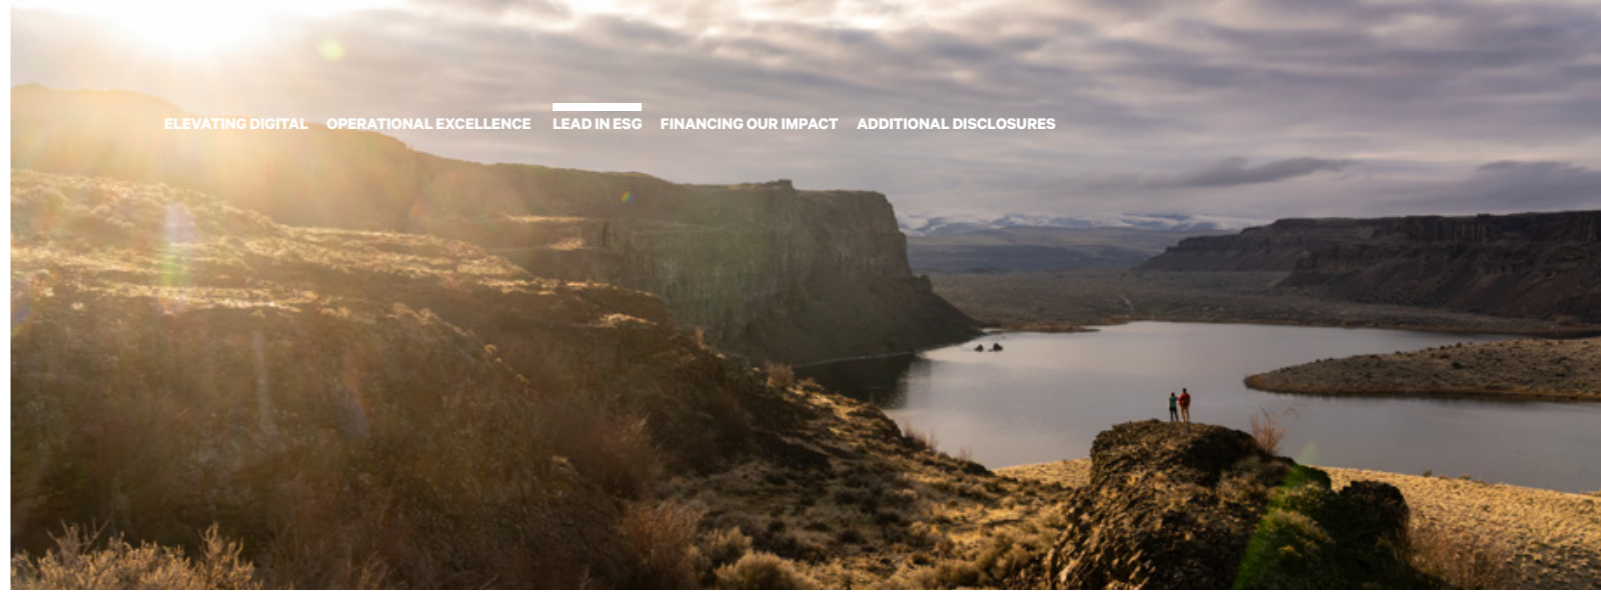 ELEVATING DIGITAL OPERATIONAL EXCELLENCE LEAD IN ESG FINANCING OUR IMPACT ADDITIONAL DISCLOSURES